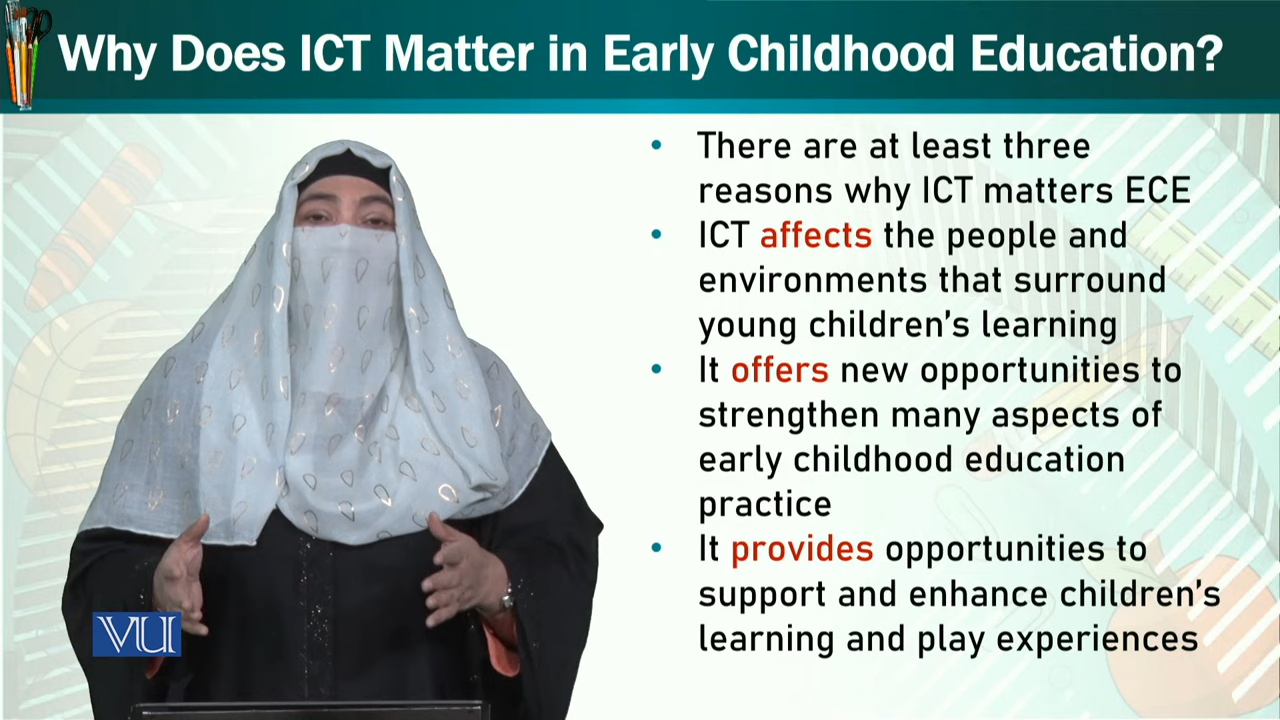 Why Does ICT Matter in Early Childhood Education?
• There are at least three
reasons why ICT matters ECE
• ICT affects the people and
environments that surround
young children's learning
• It offers new opportunities to
strengthen many aspects of
early childhood education
practice
• It provides opportunities to
support and enhance children's
learning and play experiences
VU